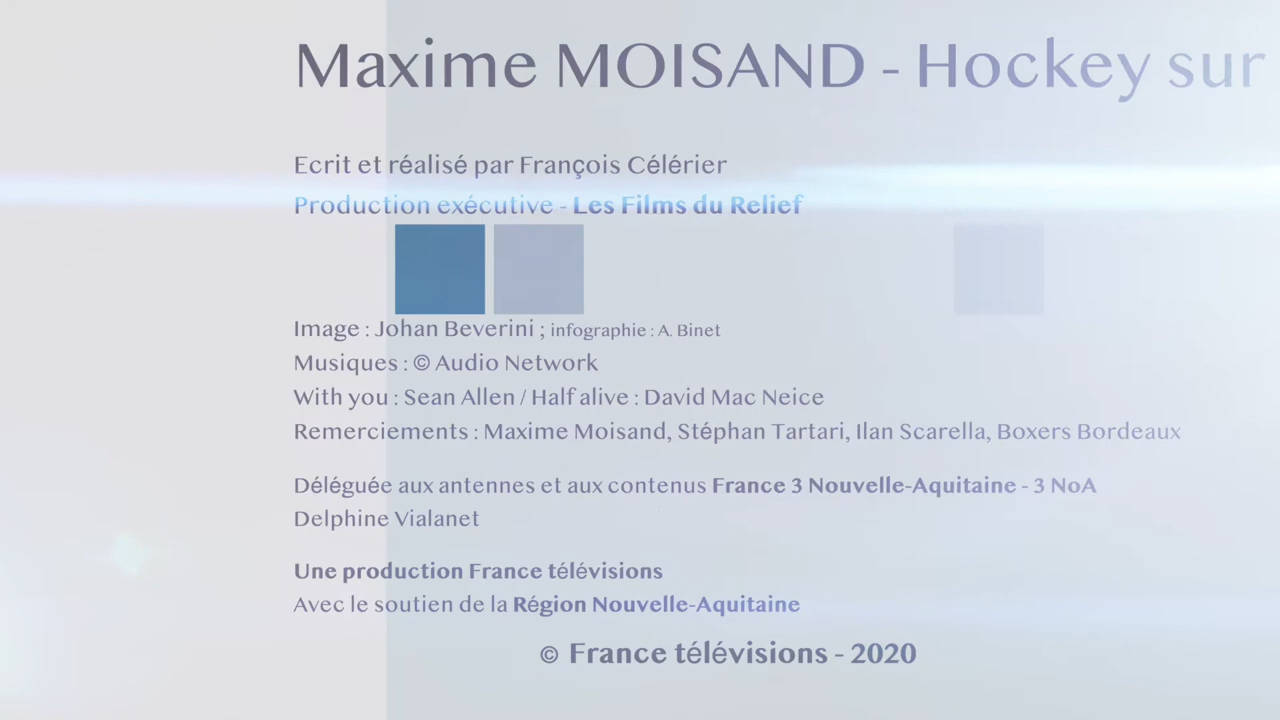 Maxime MOISAND - Hockey sur
Ecrit et réalisé par François Célérier
Production exécutive - Les Films du Relief
Image : Johan Beverini ; infographie : A. Binet
Musiques : © Audio Network
With you : Sean Allen / Half alive : David Mac Neice
Remerciements : Maxime Moisand, Stéphan Tartari, Ilan Scarella, Boxers Bordeaux
Déléguée aux antennes et aux contenus France 3 Nouvelle-Aquitaine - 3 NoA
Delphine Vialanet
Une production France télévisions
Avec le soutien de la Région Nouvelle-Aquitaine
© France télévisions - 2020